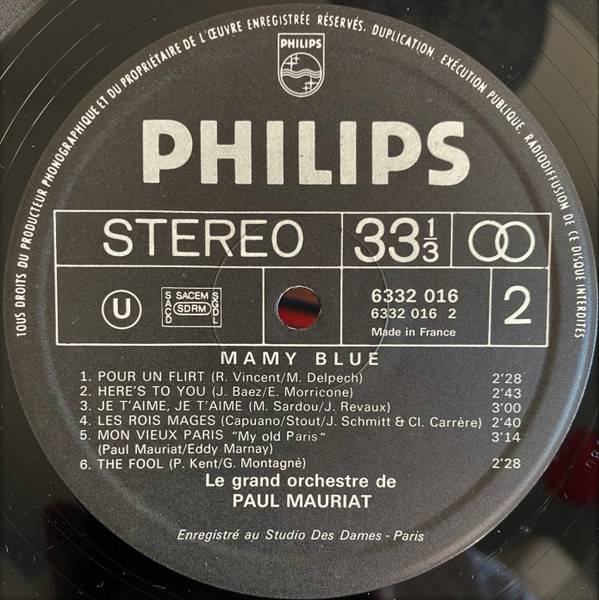 TOUS DROITS DU PRODUCTEUR PHONOGRAPHIQUE ET DU PROPRIÉTAIRE DE L'ŒUVRE ENREGISTRÉE RÉSERVÉS. DUPLICATION, EXÉCUTION PUBLIQUE, RADIODIFFUSION DE CE DISQUE INTERDITES
PHILIPS
PHILIPS
STEREO 33 1/3
U SACEM SACD SDRM SGDL
6332 016
6332 016 2
Made in France
2
MAMY BLUE
1. POUR UN FLIRT (R. Vincent/M. Delpech) 2'28
2. HERE'S TO YOU (J. Baez/E. Morricone) 2'43
3. JE T'AIME, JE T'AIME (M. Sardou/J. Revaux) 3'00
4. LES ROIS MAGES (Capuano/Stout/J. Schmitt & Cl. Carrère) 2'40
5. MON VIEUX PARIS "My old Paris" 3'14
(Paul Mauriat/Eddy Marnay)
6. THE FOOL (P. Kent/G. Montagné) 2'28
Le grand orchestre de
PAUL MAURIAT
Enregistré au Studio Des Dames - Paris